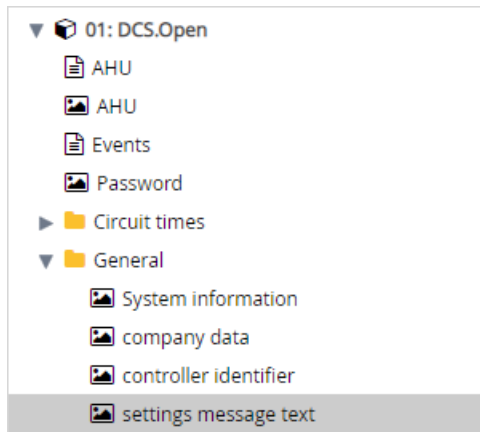 01: DCS.Open
AHU
AHU
Events
Password
Circuit times
General
System information
company data
controller identifier
settings message text